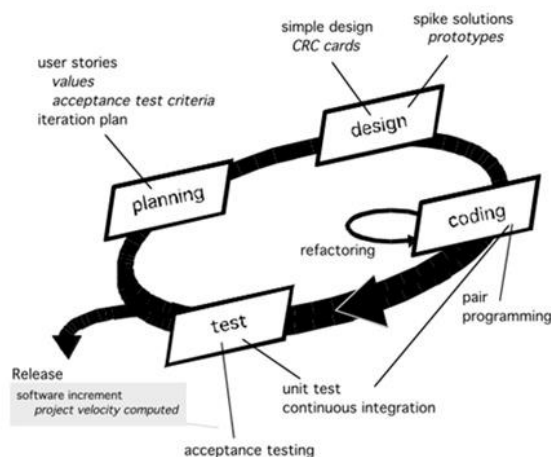 simple design
CRC cards
spike solutions
prototypes
user stories
values
acceptance test criteria
iteration plan
design
planning
coding
refactoring
pair
programming
test
unit test
continuous integration
Release
software increment
project velocity computed
acceptance testing